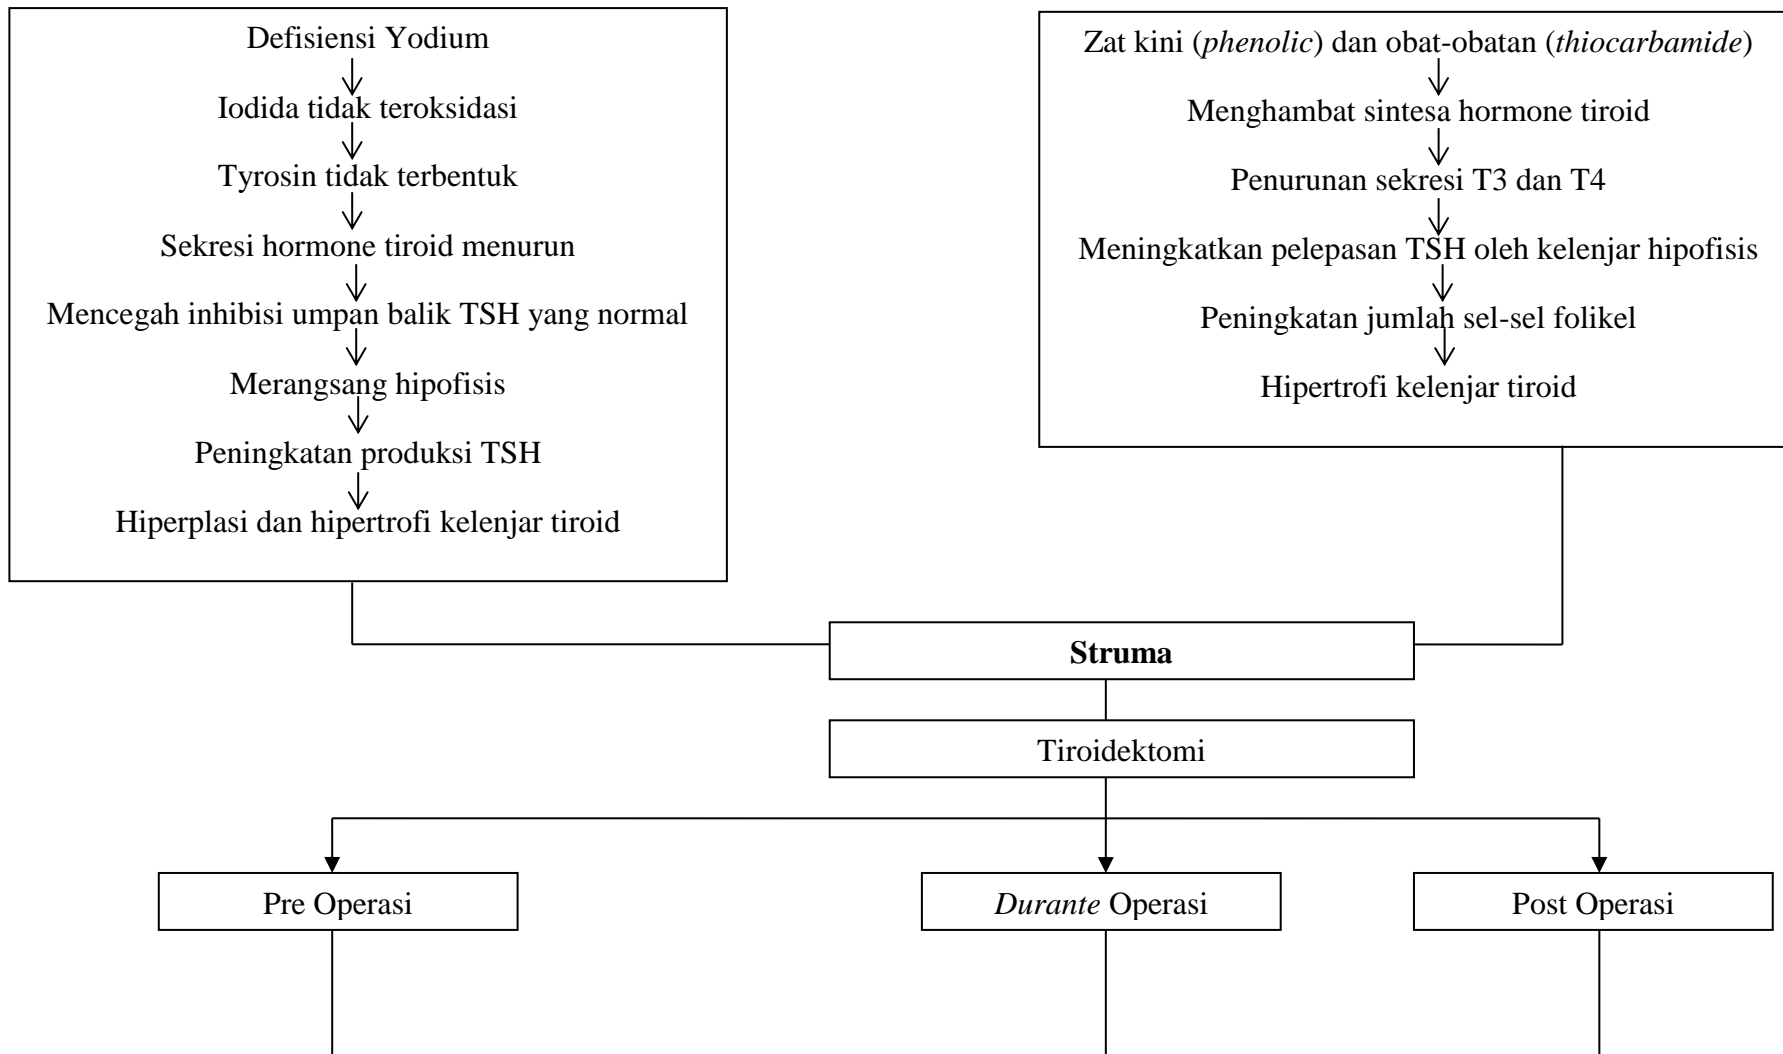 Defisiensi Yodium
Iodida tidak teroksidasi
Tyrosin tidak terbentuk
Sekresi hormone tiroid menurun
Mencegah inhibisi umpan balik TSH yang normal
Merangsang hipofisis
Peningkatan produksi TSH
Hiperplasi dan hipertrofi kelenjar tiroid
Zat kini (phenolic) dan obat-obatan (thiocarbamide)
Menghambat sintesa hormone tiroid
Penurunan sekresi T3 dan T4
Meningkatkan pelepasan TSH oleh kelenjar hipofisis
Peningkatan jumlah sel-sel folikel
Hipertrofi kelenjar tiroid
Struma
Tiroidektomi
Pre Operasi
Durante Operasi
Post Operasi